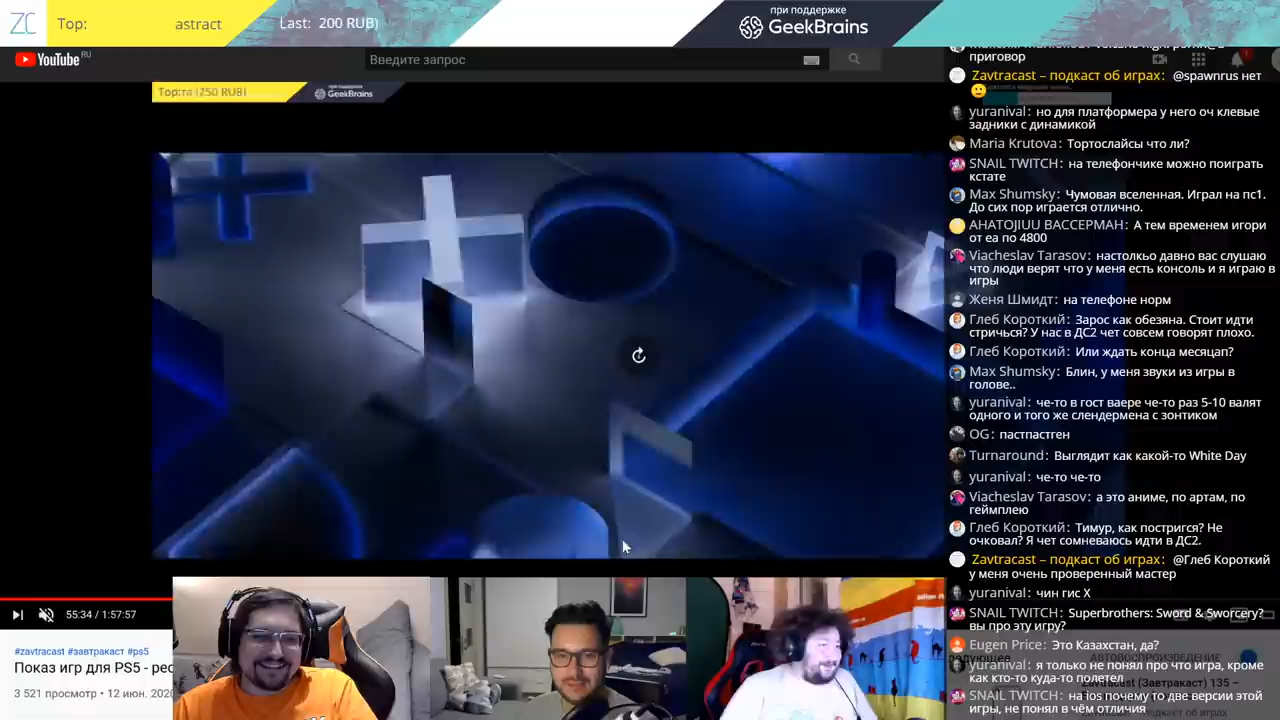 ZC
Top: astract
Last: 200 RUB)
при поддержке
GeekBrains
YouTube RU
Введите запрос
GeekBrains
приговор
Zavtracast – подкаст об играх: @spawnrus нет
yuranival: но для платформера у него оч клевые
задники с динамикой
Maria Krutova: Тортослайсы что ли?
SNAIL TWITCH: на телефончике можно поиграть
кстате
Max Shumsky: Чумовая вселенная. Играл на пс1.
До сих пор играется отлично.
АНАТОJIUU ВАССЕРМАН: А тем временем игори
от еа по 4800
Viacheslav Tarasov: настолкьо давно вас слушаю
что люди верят что у меня есть консоль и я играю в
игры
Женя Шмидт: на телефоне норм
Глеб Короткий: Зарос как обезяна. Стоит идти
стричься? У нас в ДС2 чет совсем говорят плохо.
Глеб Короткий: Или ждать конца месяцап?
Max Shumsky: Блин, у меня звуки из игры в
голове..
yuranival: че-то в гост ваере че-то раз 5-10 валят
одного и того же слендермена с зонтиком
OG: пастпастген
Turnaround: Выглядит как какой-то White Day
yuranival: че-то че-то
Viacheslav Tarasov: а это аниме, по артам, по
геймплею
Глеб Короткий: Тимур, как постригся? Не
очковал? Я чет сомневаюсь идти в ДС2.
Zavtracast – подкаст об играх: @Глеб Короткий
у меня очень проверенный мастер
yuranival: чин гис Х
SNAIL TWITCH: Superbrothers: Sword & Sworcery?
вы про эту игру?
Eugen Price: Это Казахстан, да?
yuranival: я только не понял про что игра, кроме
как кто-то куда-то полетел
SNAIL TWITCH: на ios почему то две версии этой
игры, не понял в чём отличия
55:34 / 1:57:57
#zavtracast #завтракаст #ps5
Показ игр для PS5 - рес
3 521 просмотр • 12 июн. 2020